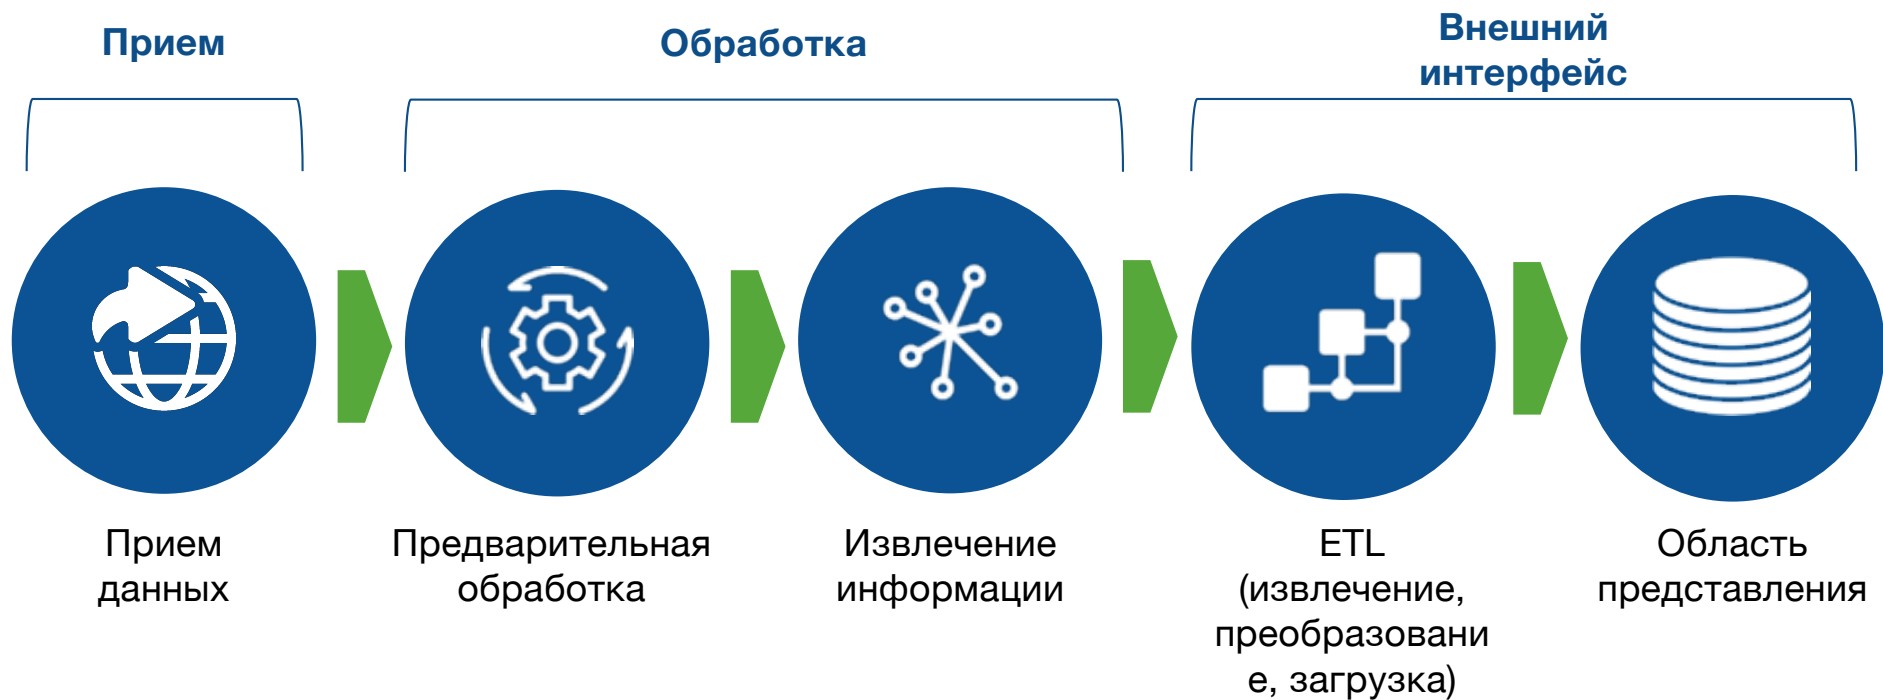 Прием
Обработка
Внешний
интерфейс
Прием
данных
Предварительная
обработка
Извлечение
информации
ETL
(извлечение,
преобразовани
е, загрузка)
Область
представления